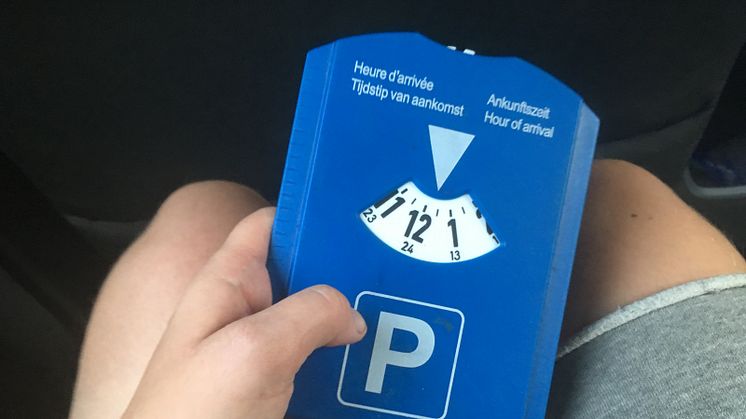 Heure d'arrivée
Tijdstip van aankomst
Ankunftszeit
Hour of arrival
11 12 1
23 24 13
P